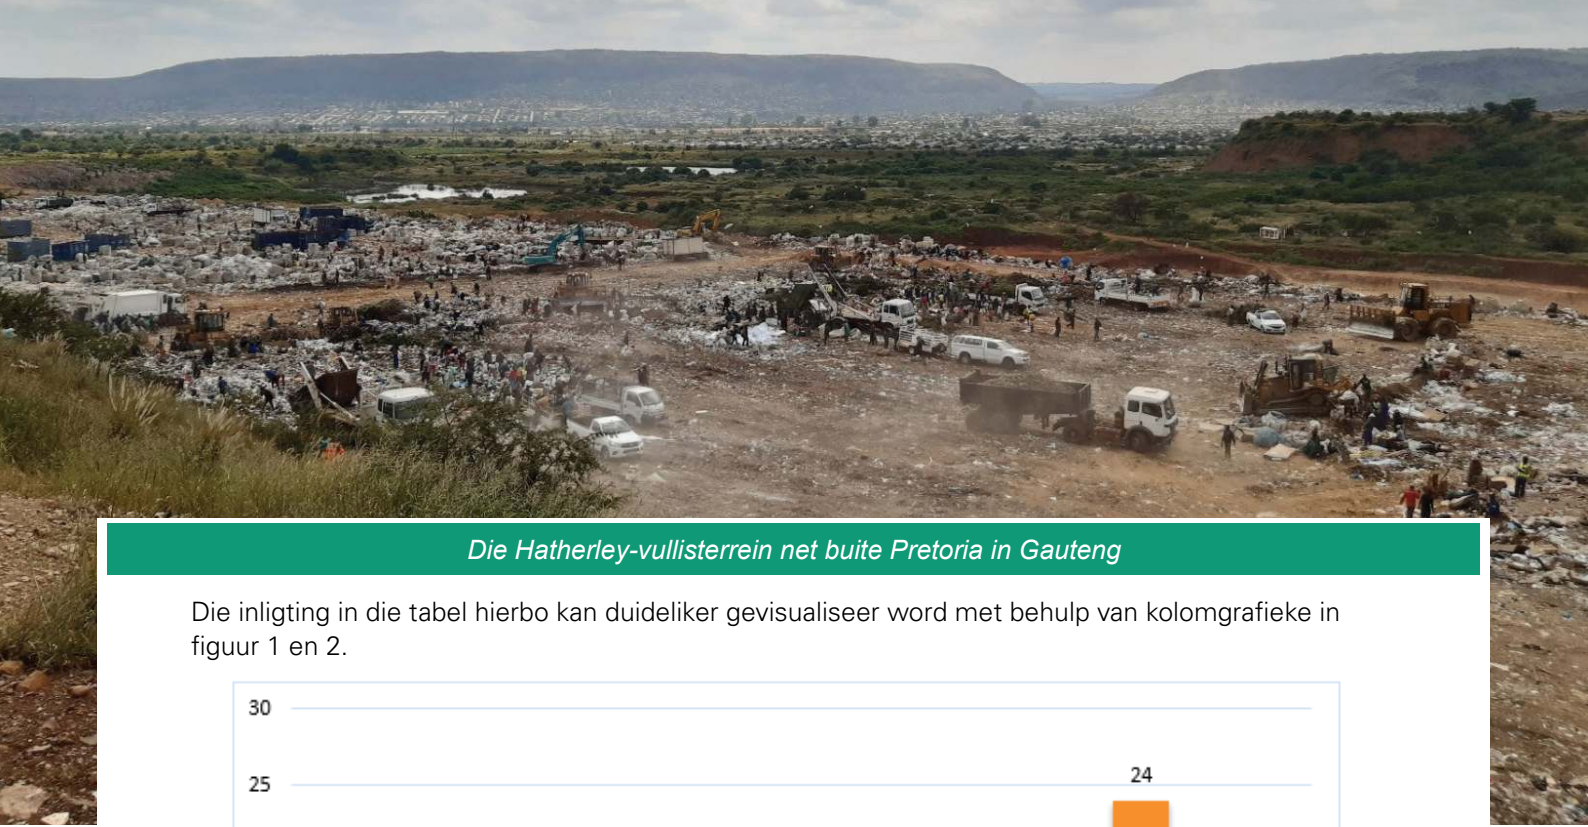 Die Hatherley-vullisterrein net buite Pretoria in Gauteng
Die inligting in die tabel hierbo kan duideliker gevisualiseer word met behulp van kolomgrafieke in
figuur 1 en 2.
30
25
24